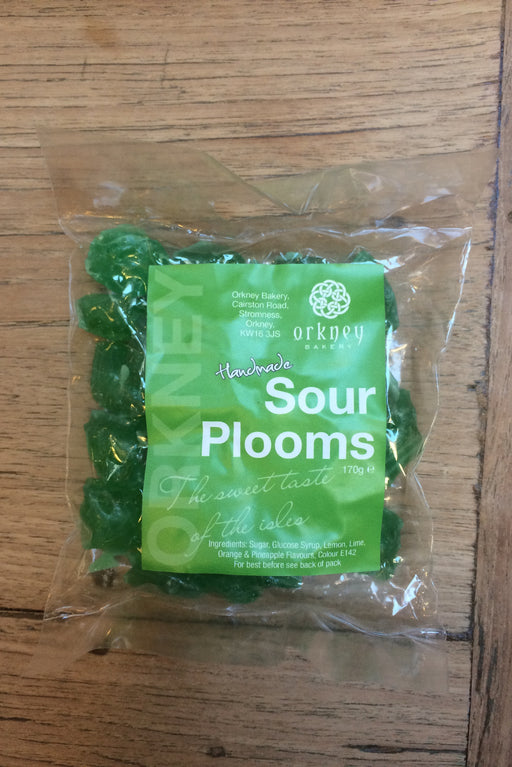 Orkney Bakery,
Cairston Road,
Stromness,
Orkney.
KW16 3JS
orkney
BAKERY
ORKNEY
Handmade
Sour
Plooms
170g ℮
The sweet taste
of the isles
Ingredients: Sugar, Glucose Syrup, Lemon, Lime,
Orange & Pineapple Flavours, Colour E142
For best before see back of pack